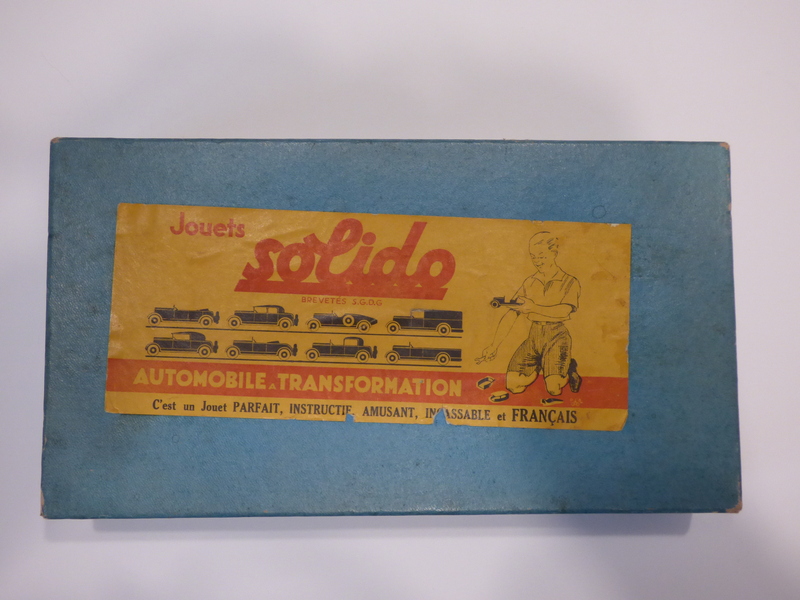 Jouets
solido
BREVETÉS S.G.D.G
AUTOMOBILE A TRANSFORMATION
C'est un Jouet PARFAIT, INSTRUCTIF, AMUSANT, INCASSABLE et FRANÇAIS